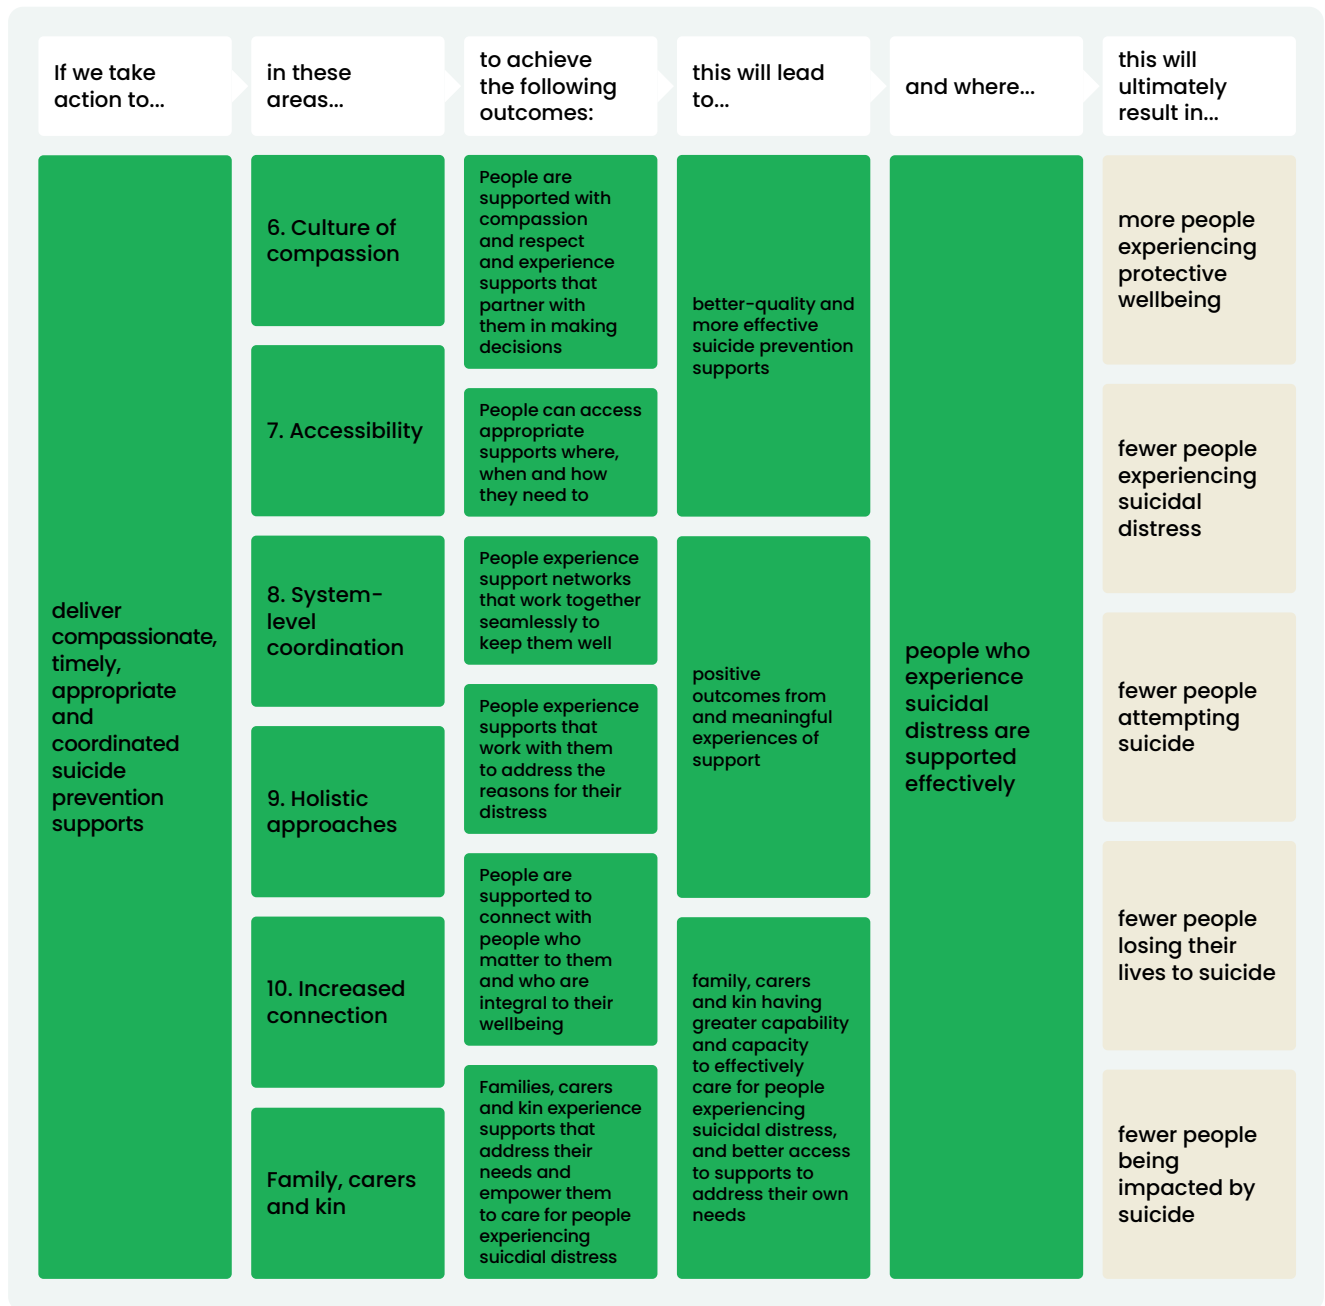 If we take
action to...
in these
areas...
to achieve
the following
outcomes:
this will lead
to...
and where...
this will
ultimately
result in...
deliver
compassionate,
timely,
appropriate
and
coordinated
suicide
prevention
supports
6. Culture of
compassion
7. Accessibility
8. System-
level
coordination
9. Holistic
approaches
10. Increased
connection
Family, carers
and kin
People are
supported with
compassion
and respect
and experience
supports that
partner with
them in making
decisions
People can access
appropriate
supports where,
when and how
they need to
People experience
support networks
that work together
seamlessly to
keep them well
People experience
supports that
work with them
to address the
reasons for their
distress
People are
supported to
connect with
people who
matter to them
and who are
integral to their
wellbeing
Families, carers
and kin experience
supports that
address their
needs and
empower them
to care for people
experiencing
suicdial distress
better-quality and
more effective
suicide prevention
supports
positive
outcomes from
and meaningful
experiences of
support
family, carers
and kin having
greater capability
and capacity
to effectively
care for people
experiencing
suicidal distress,
and better access
to supports to
address their own
needs
people who
experience
suicidal
distress are
supported
effectively
more people
experiencing
protective
wellbeing
fewer people
experiencing
suicidal
distress
fewer people
attempting
suicide
fewer people
losing their
lives to suicide
fewer people
being
impacted by
suicide